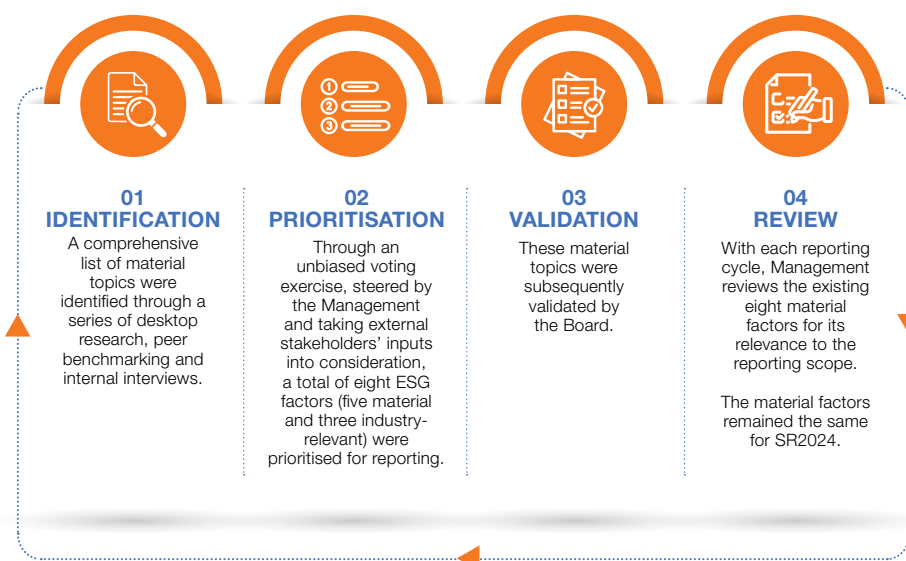 01
IDENTIFICATION
A comprehensive
list of material
topics were
identified through a
series of desktop
research, peer
benchmarking and
internal interviews.
1
2
3
02
PRIORITISATION
Through an
unbiased voting
exercise, steered by
the Management
and taking external
stakeholders’ inputs
into consideration,
a total of eight ESG
factors (five material
and three industry-
relevant) were
prioritised for reporting.
03
VALIDATION
These material
topics were
subsequently
validated by
the Board.
04
REVIEW
With each reporting
cycle, Management
reviews the existing
eight material
factors for its
relevance to the
reporting scope.
The material factors
remained the same
for SR2024.